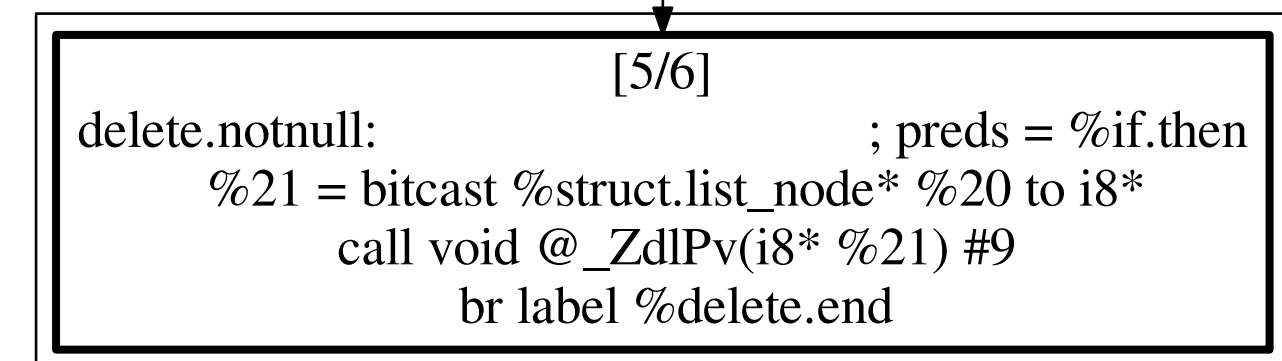 [5/6]
delete.notnull: ; preds = %if.then
%21 = bitcast %struct.list_node* %20 to i8*
call void @_ZdlPv(i8* %21) #9
br label %delete.end